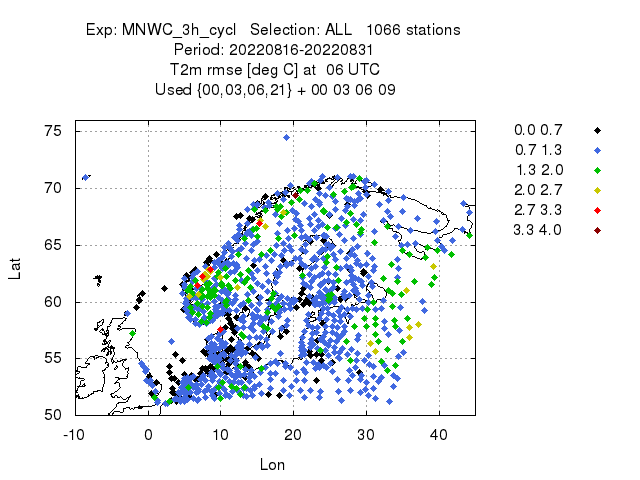 Exp: MNWC_3h_cycl Selection: ALL 1066 stations
Period: 20220816-20220831
T2m rmse [deg C] at 06 UTC
Used {00,03,06,21} + 00 03 06 09
75
70
65
60
55
50
-10 0 10 20 30 40
Lat
Lon
0.0 0.7
0.7 1.3
1.3 2.0
2.0 2.7
2.7 3.3
3.3 4.0